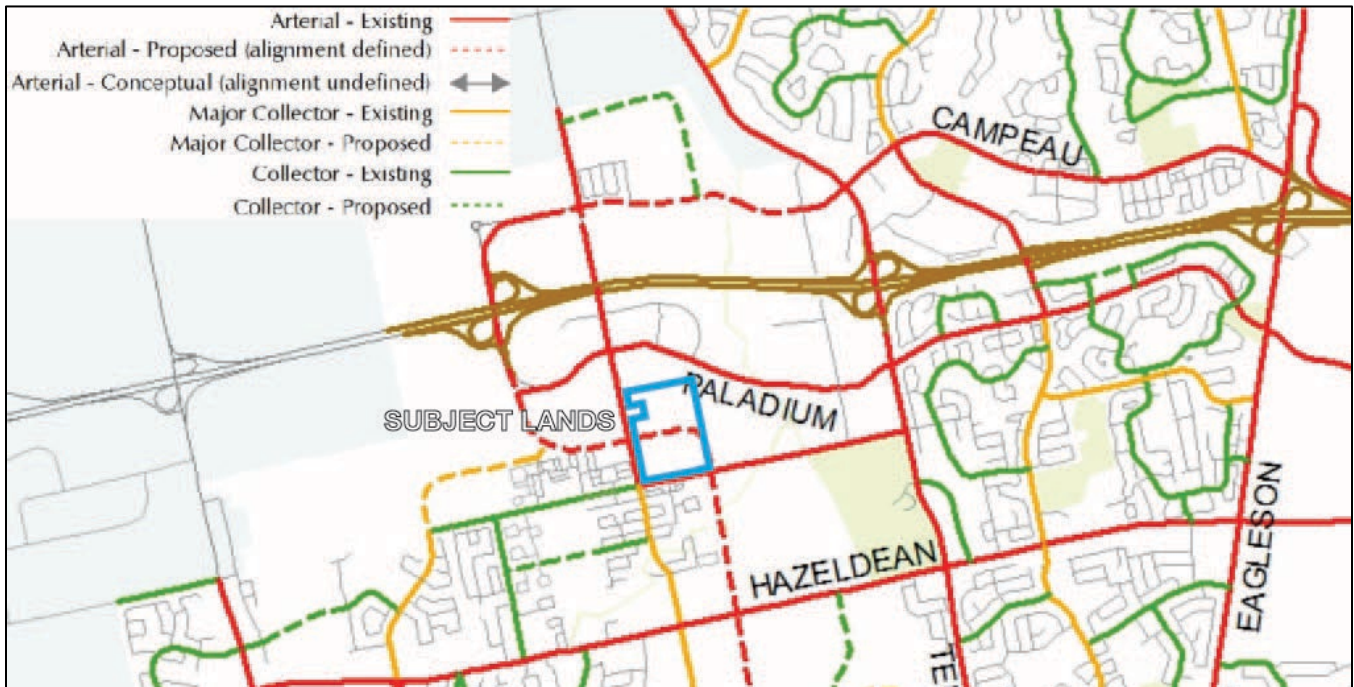 Arterial - Existing
Arterial - Proposed (alignment defined)
Arterial - Conceptual (alignment undefined)
Major Collector - Existing
Major Collector - Proposed
Collector - Existing
Collector - Proposed
CAMPEAU
PALADIUM
SUBJECT LANDS
HAZELDEAN
EAGLESON
TE